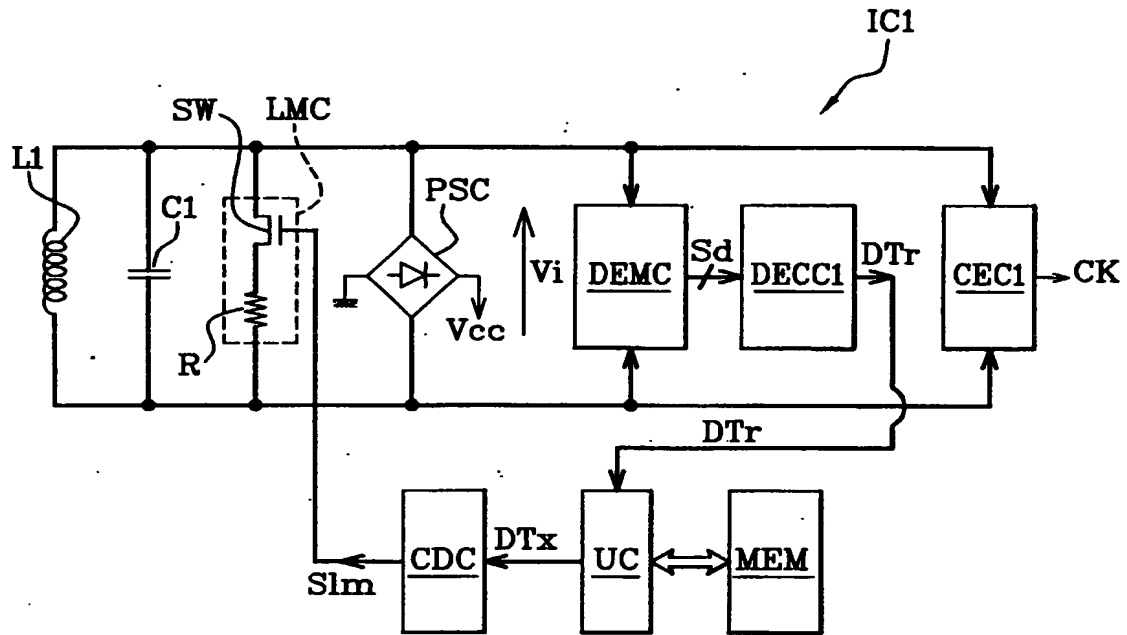 IC1
SW
LMC
L1
C1
PSC
R
Vcc
Vi
DEMC
Sd
DECC1
DTr
CEC1
CK
DTr
CDC
DTx
UC
MEM
Slm